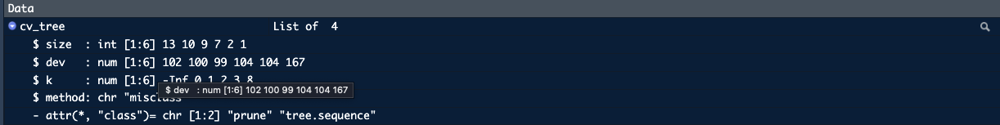 Data
cv_tree List of 4
$ size : int [1:6] 13 10 9 7 2 1
$ dev : num [1:6] 102 100 99 104 104 167
$ k : num [1:6] -Inf 0 1 2 3 8
$ dev : num [1:6] 102 100 99 104 104 167
$ method: chr "misclass
- attr(*, "class")= chr [1:2] "prune" "tree.sequence"